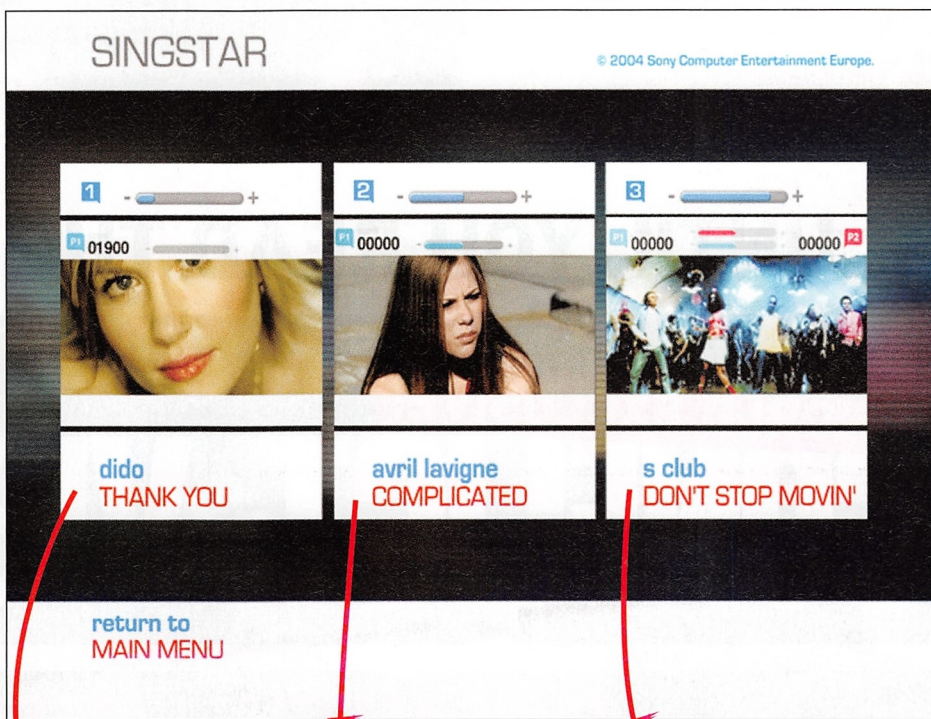 SINGSTAR
© 2004 Sony Computer Entertainment Europe.
1 - +
2 - +
3 - +
P1 01900 - +
P1 00000 - +
P1 00000 00000 P2
dido
THANK YOU
avril lavigne
COMPLICATED
s club
DON'T STOP MOVIN'
return to
MAIN MENU